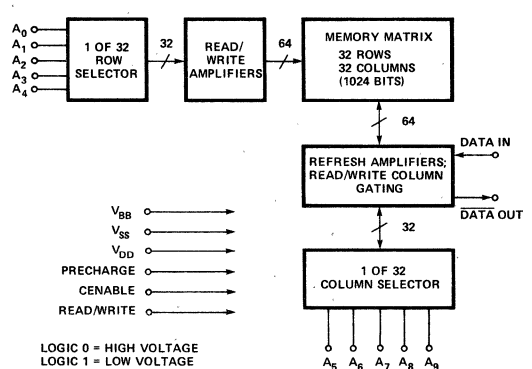 A0
A1
A2
A3
A4
1 OF 32
ROW
SELECTOR
32
READ/
WRITE
AMPLIFIERS
64
MEMORY MATRIX
32 ROWS
32 COLUMNS
(1024 BITS)
64
DATA IN
REFRESH AMPLIFIERS;
READ/WRITE COLUMN
GATING
DATA OUT
32
VBB
VSS
VDD
PRECHARGE
CENABLE
READ/WRITE
1 OF 32
COLUMN SELECTOR
LOGIC 0 = HIGH VOLTAGE
LOGIC 1 = LOW VOLTAGE
A5 A6 A7 A8 A9